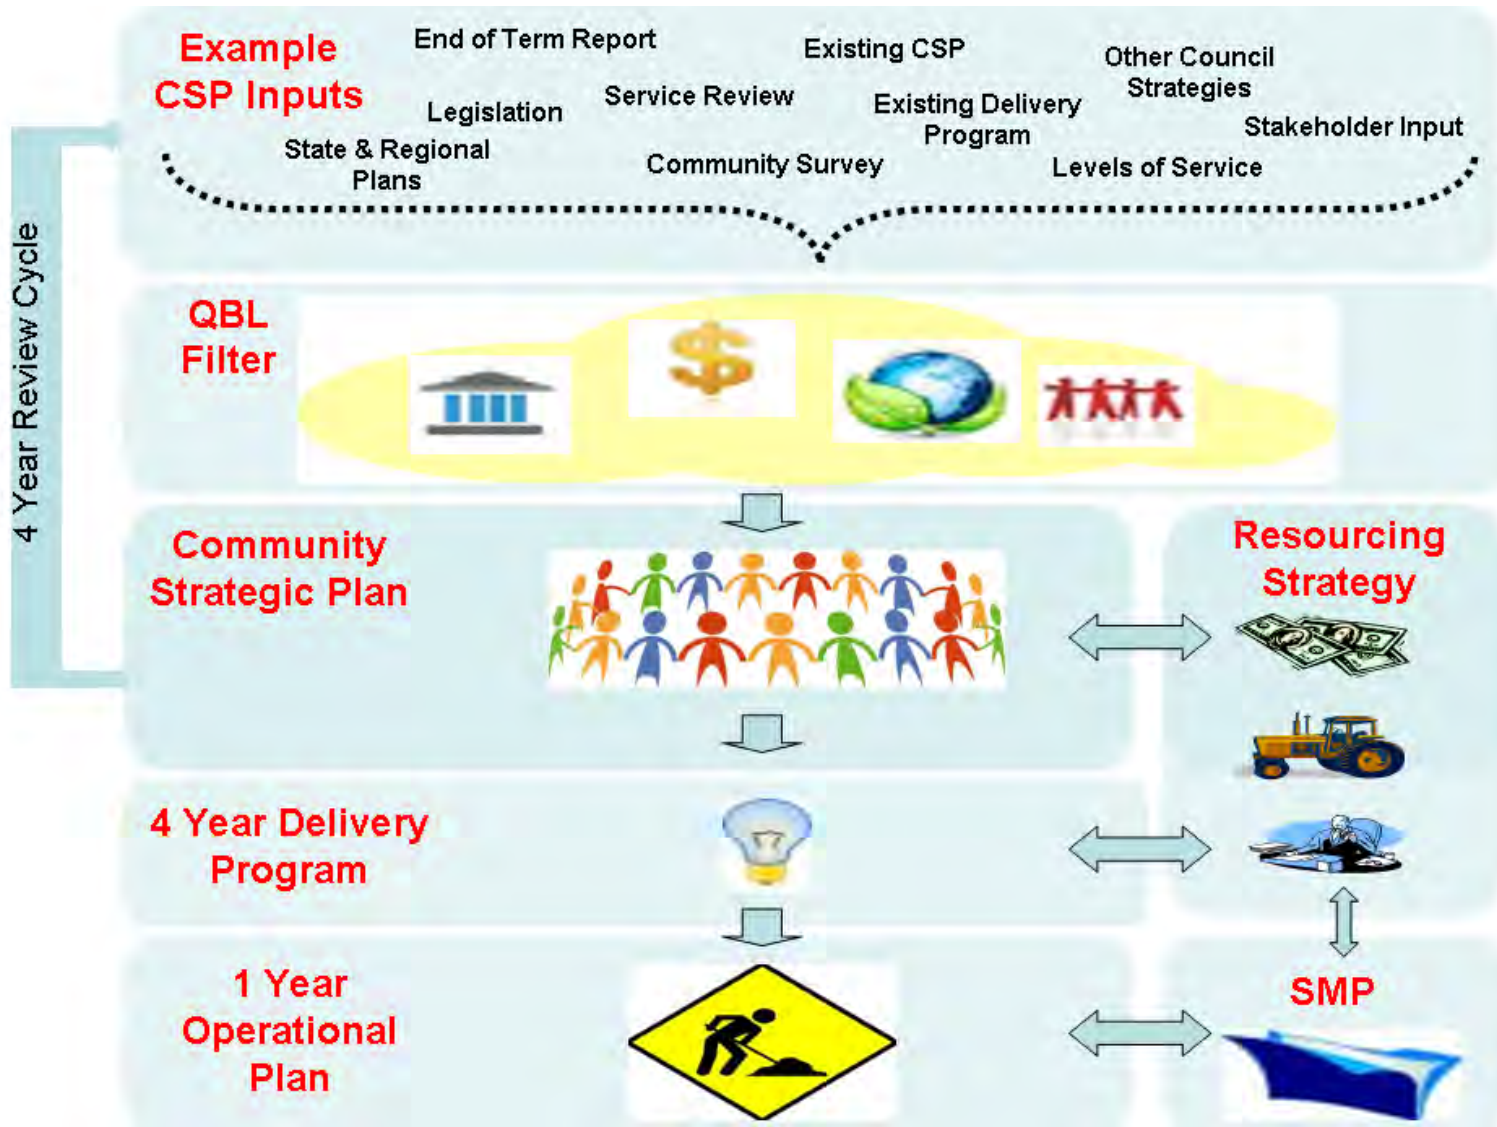 Example
CSP Inputs
End of Term Report
Existing CSP
Other Council
Strategies
Legislation
Service Review
Existing Delivery
Program
Stakeholder Input
State & Regional
Plans
Community Survey
Levels of Service
4 Year Review Cycle
QBL
Filter
$
Community
Strategic Plan
Resourcing
Strategy
4 Year Delivery
Program
1 Year
Operational
Plan
SMP